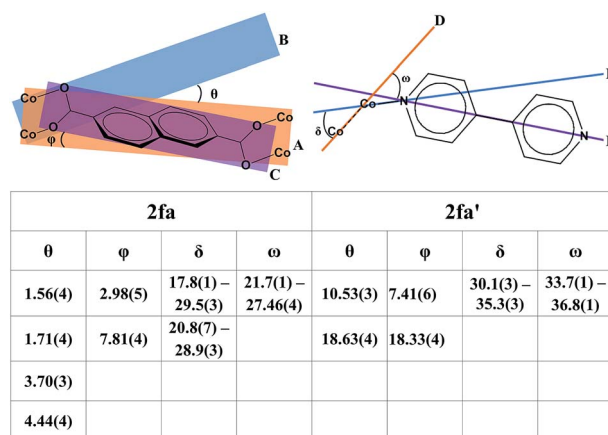 D
B
Co
O
θ
ω
Co
O
φ
O
Co
O
Co
A
C
Co
N
N
δ
Co
2fa 2fa'
θ φ δ ω θ φ δ ω
1.56(4) 2.98(5) 17.8(1) – 29.5(3) 21.7(1) – 27.46(4) 10.53(3) 7.41(6) 30.1(3) – 35.3(3) 33.7(1) – 36.8(1)
1.71(4) 7.81(4) 20.8(7) – 28.9(3) 18.63(4) 18.33(4)
3.70(3)
4.44(4)